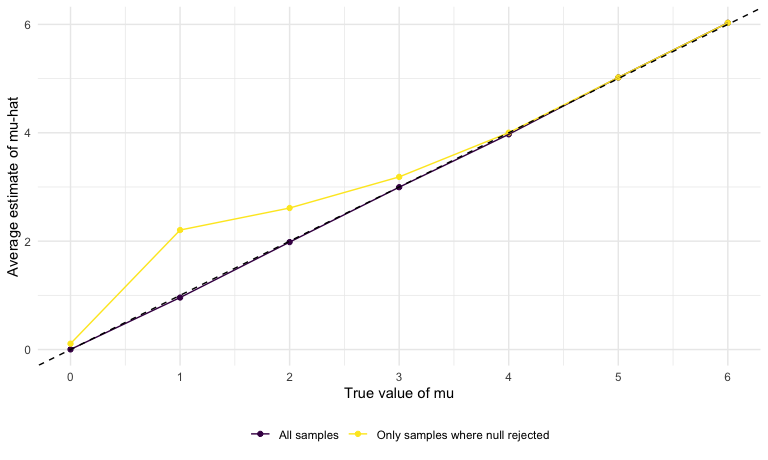 Average estimate of mu-hat
6
4
2
0
0 1 2 3 4 5 6
True value of mu
All samples Only samples where null rejected